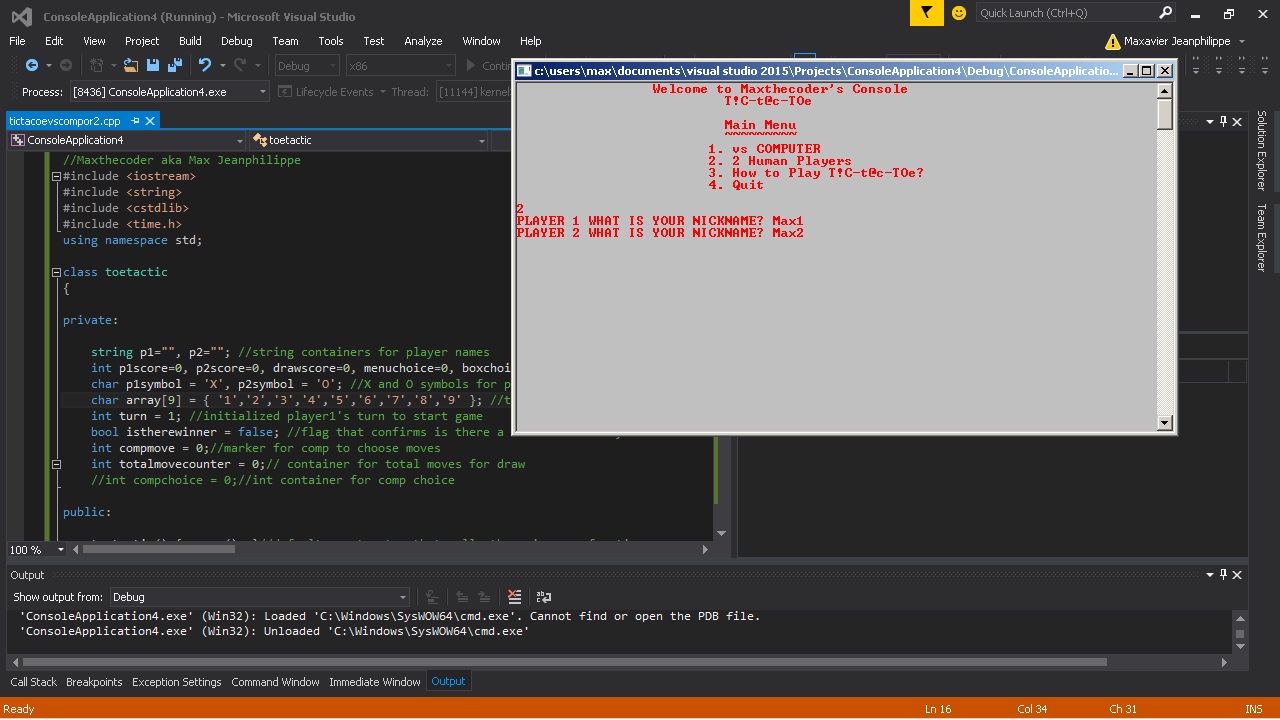 ConsoleApplication4 (Running) - Microsoft Visual Studio
Quick Launch (Ctrl+Q)
File Edit View Project Build Debug Team Tools Test Analyze Window Help
Maxavier Jeanphilippe
Debug x86 Contin
Process: [8436] ConsoleApplication4.exe Lifecycle Events Thread: [11144] kernel
tictacoevscompor2.cpp
ConsoleApplication4 toetactic
//Maxthecoder aka Max Jeanphilippe
#include <iostream>
#include <string>
#include <cstdlib>
#include <time.h>
using namespace std;
class toetactic
{
private:
string p1="", p2=""; //string containers for player names
int p1score=0, p2score=0, drawscore=0, menuchoice=0, boxchoi
char p1symbol = 'X', p2symbol = 'O'; //X and O symbols for p
char array[9] = { '1','2','3','4','5','6','7','8','9' }; //t
int turn = 1; //initialized player1's turn to start game
bool istherewinner = false; //flag that confirms is there a
int compmove = 0;//marker for comp to choose moves
int totalmovecounter = 0;// container for total moves for draw
//int compchoice = 0;//int container for comp choice
public:
100 %
c:\users\max\documents\visual studio 2015\Projects\ConsoleApplication4\Debug\ConsoleApplicatio...
Welcome to Maxthecoder's Console
T!C-t@c-TOe
Main Menu
~~~~~~~~~
1. vs COMPUTER
2. 2 Human Players
3. How to Play T!C-t@c-TOe?
4. Quit
2
PLAYER 1 WHAT IS YOUR NICKNAME? Max1
PLAYER 2 WHAT IS YOUR NICKNAME? Max2
Solution Explorer
Team Explorer
Output
Show output from: Debug
'ConsoleApplication4.exe' (Win32): Loaded 'C:\Windows\SysWOW64\cmd.exe'. Cannot find or open the PDB file.
'ConsoleApplication4.exe' (Win32): Unloaded 'C:\Windows\SysWOW64\cmd.exe'
Call Stack Breakpoints Exception Settings Command Window Immediate Window Output
Ready Ln 16 Col 34 Ch 31 INS